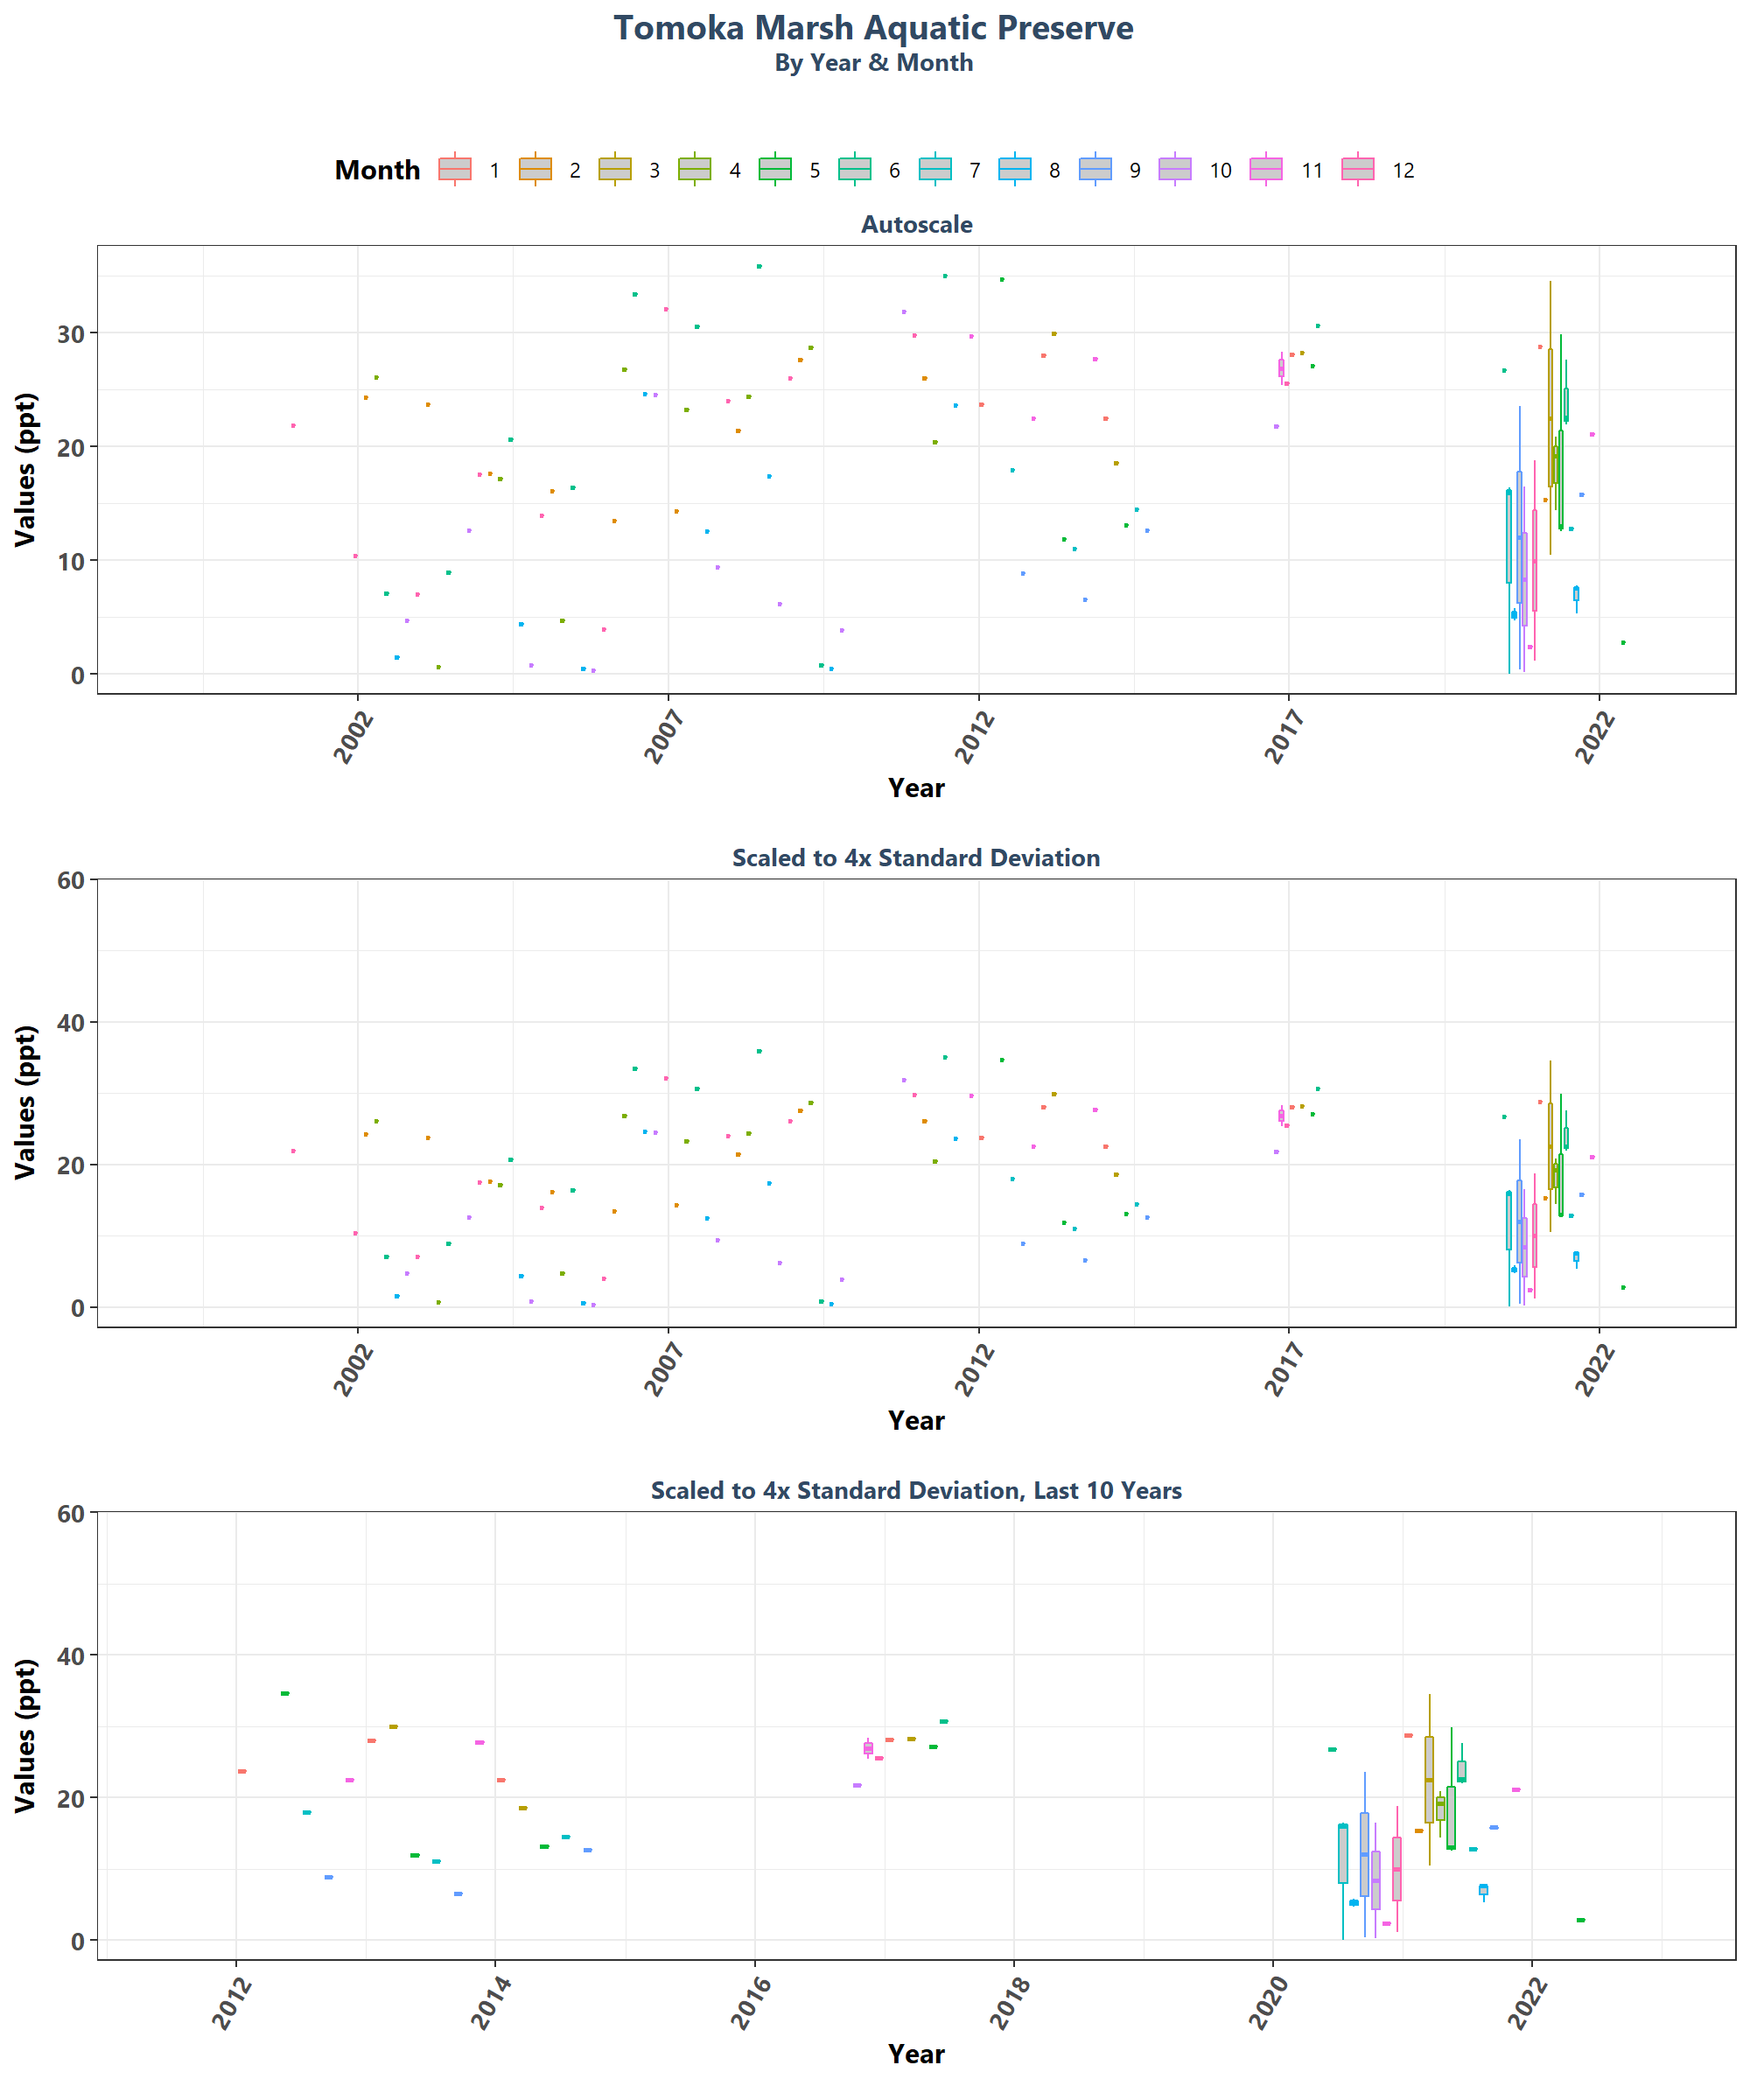 Tomoka Marsh Aquatic Preserve
By Year & Month
Month 1 2 3 4 5 6 7 8 9 10 11 12
Autoscale
Values (ppt)
30
20
10
0
2002 2007 2012 2017 2022
Year
Scaled to 4x Standard Deviation
Values (ppt)
60
40
20
0
2002 2007 2012 2017 2022
Year
Scaled to 4x Standard Deviation, Last 10 Years
Values (ppt)
60
40
20
0
2012 2014 2016 2018 2020 2022
Year